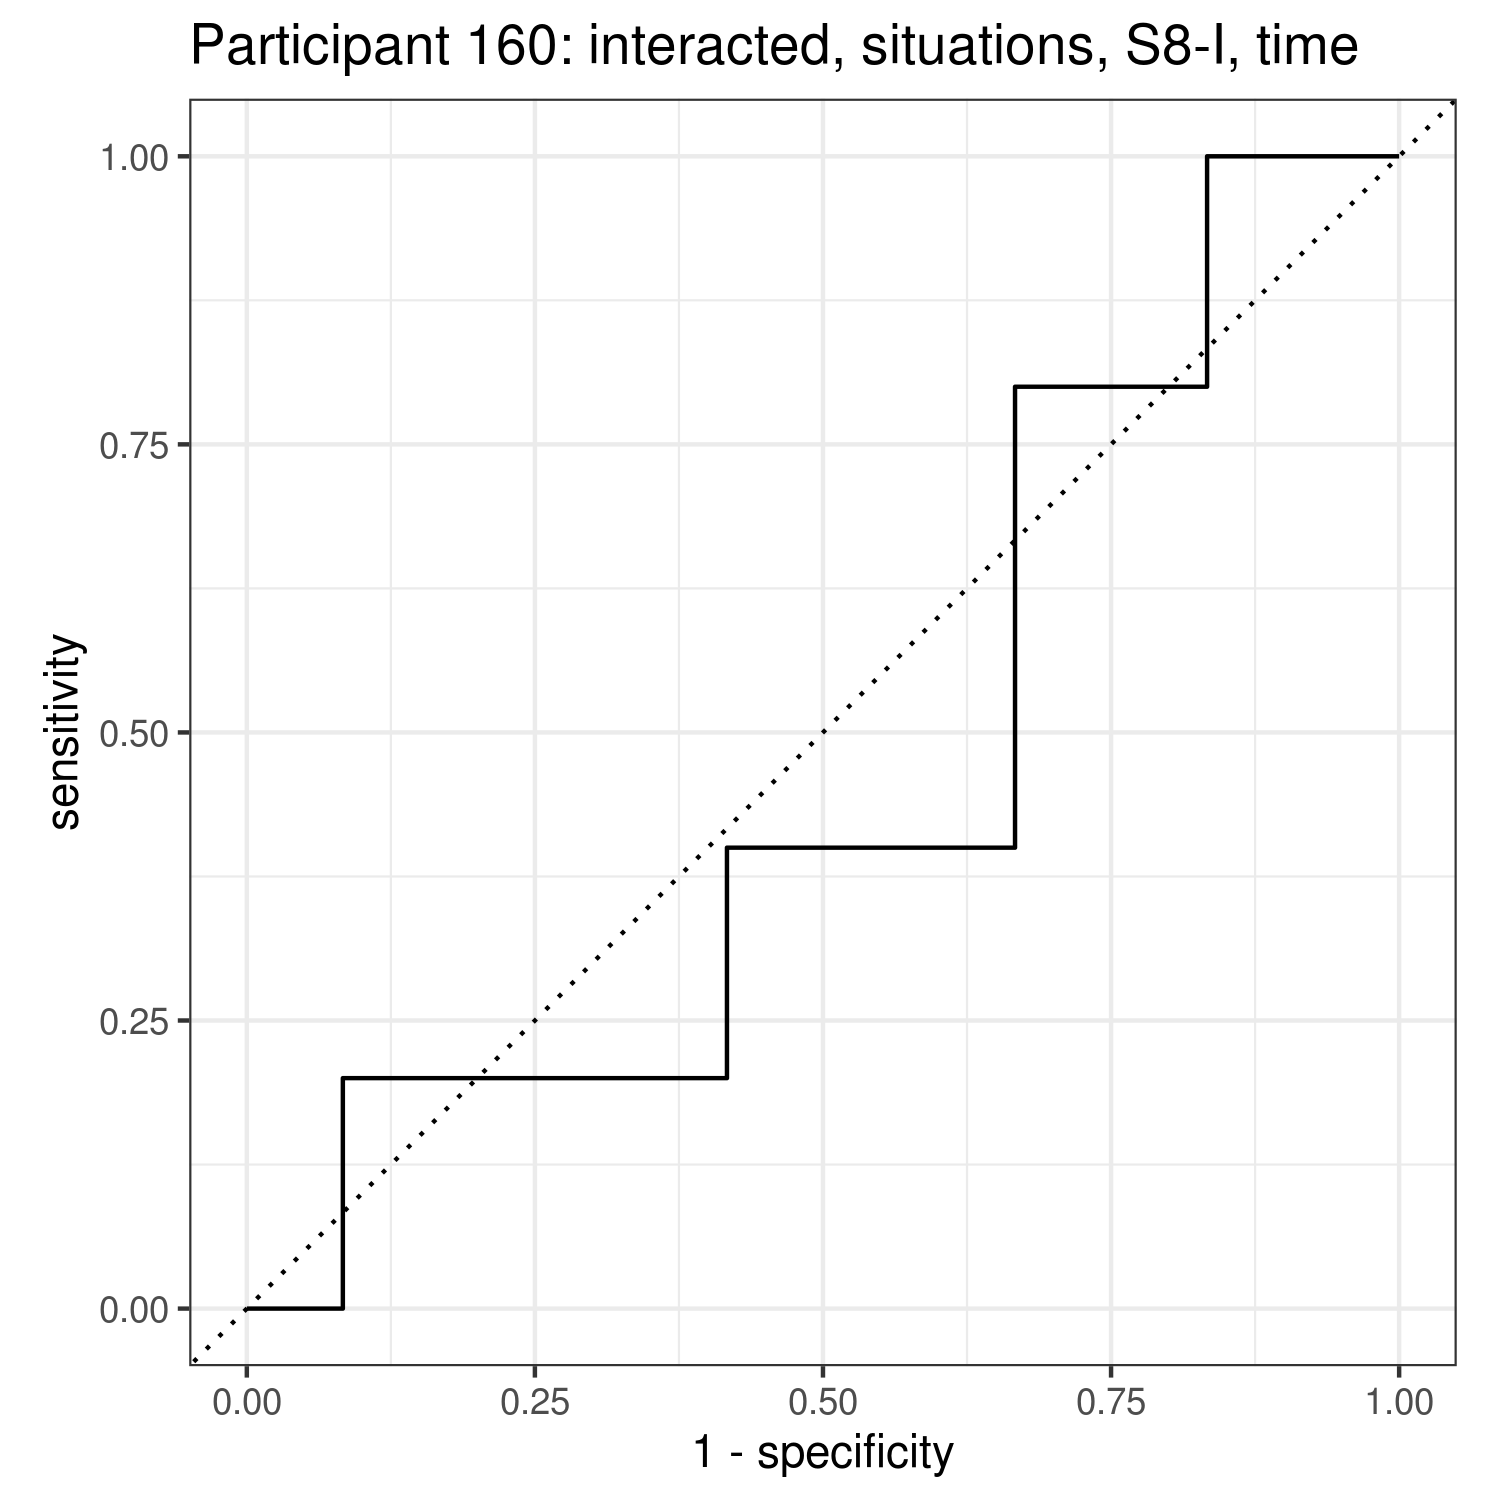 Participant 160: interacted, situations, S8-I, time
1.00
0.75
0.50
0.25
0.00
sensitivity
0.00 0.25 0.50 0.75 1.00
1 - specificity